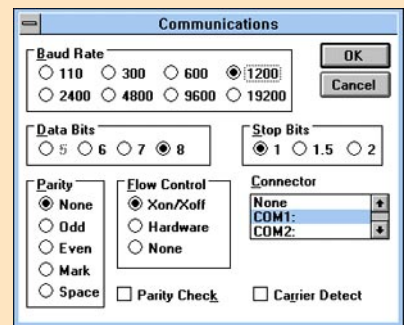 Communications
Baud Rate
110 300 600 1200
2400 4800 9600 19200
OK
Cancel
Data Bits
5 6 7 8
Stop Bits
1 1.5 2
Parity
None
Odd
Even
Mark
Space
Flow Control
Xon/Xoff
Hardware
None
Connector
None
COM1:
COM2:
Parity Check
Carrier Detect